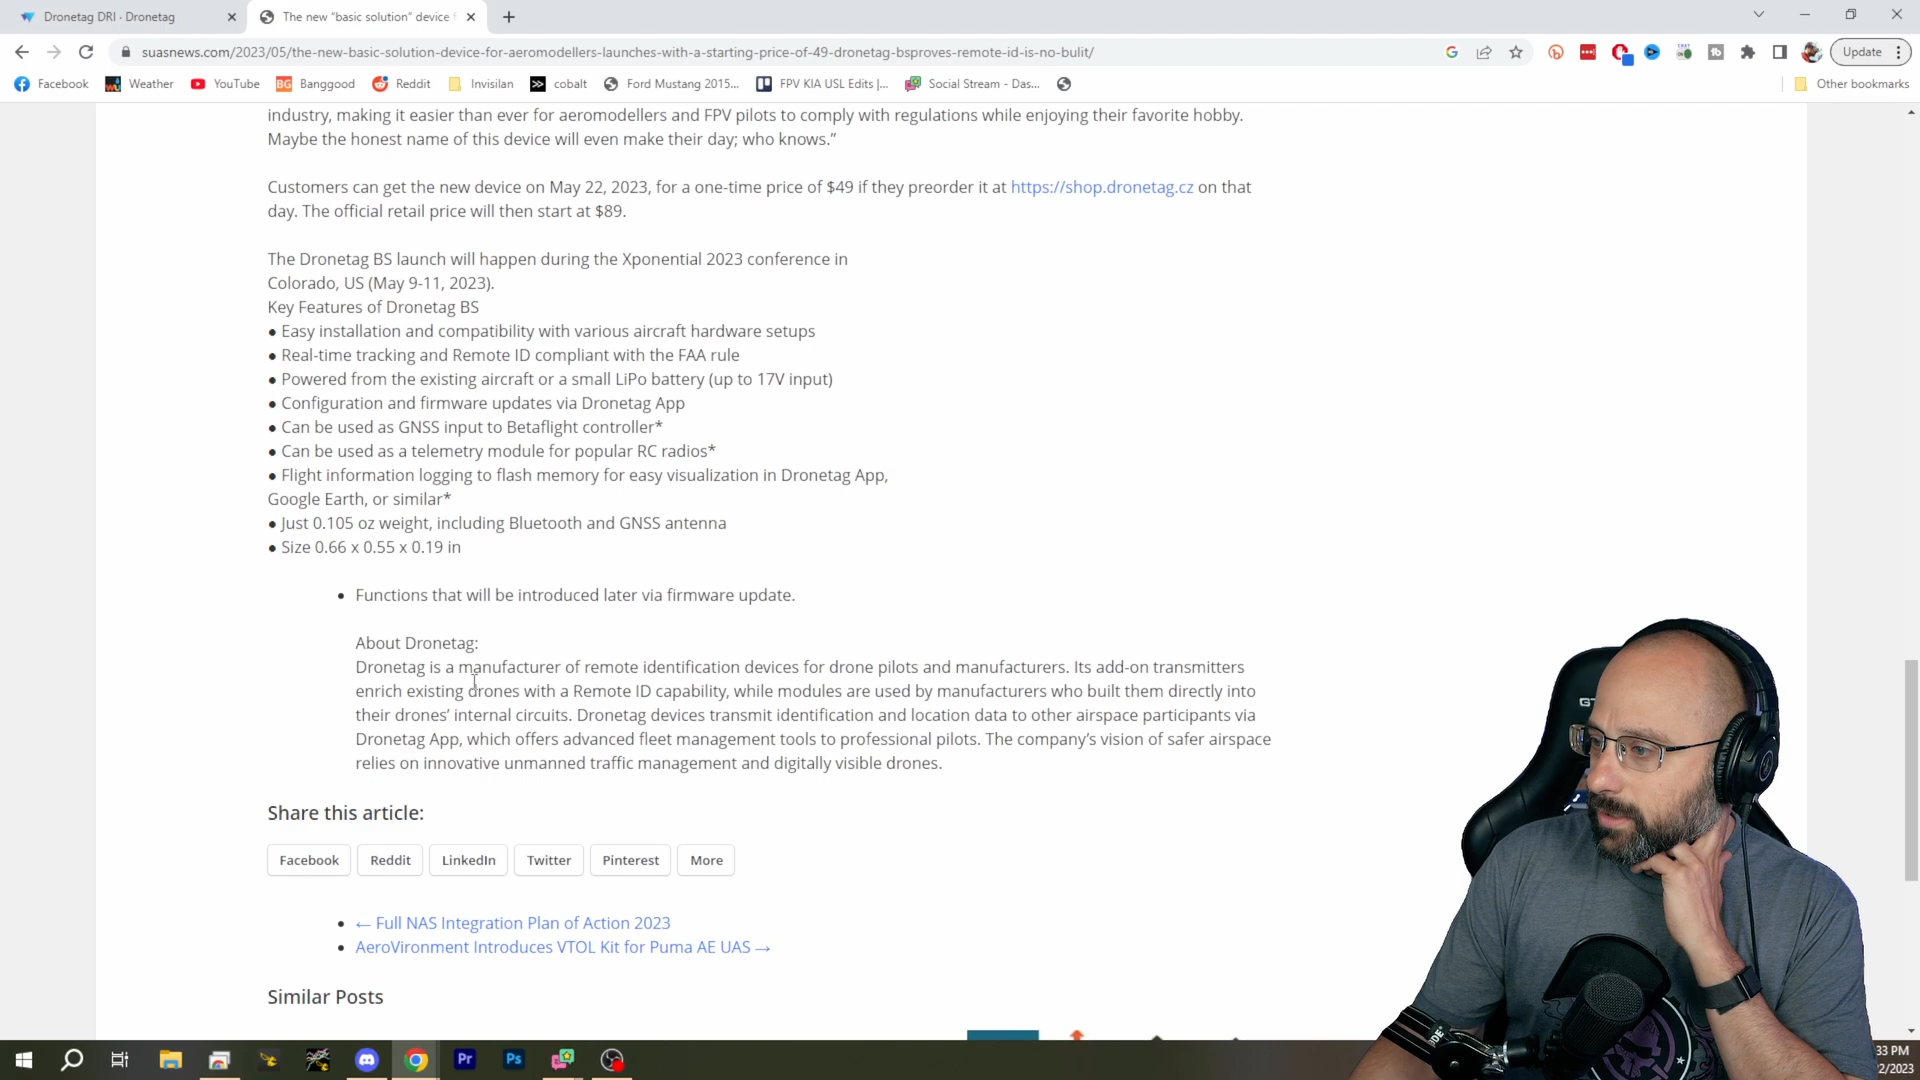 Dronetag DRI · Dronetag
The new "basic solution" device f
suasnews.com/2023/05/the-new-basic-solution-device-for-aeromodellers-launches-with-a-starting-price-of-49-dronetag-bsproves-remote-id-is-no-bulit/
Update
Facebook
Weather
YouTube
BG Banggood
Reddit
Invisilan
cobalt
Ford Mustang 2015...
FPV KIA USL Edits |...
Social Stream - Das...
Other bookmarks
industry, making it easier than ever for aeromodellers and FPV pilots to comply with regulations while enjoying their favorite hobby.
Maybe the honest name of this device will even make their day; who knows.”
Customers can get the new device on May 22, 2023, for a one-time price of $49 if they preorder it at https://shop.dronetag.cz on that
day. The official retail price will then start at $89.
The Dronetag BS launch will happen during the Xponential 2023 conference in
Colorado, US (May 9-11, 2023).
Key Features of Dronetag BS
● Easy installation and compatibility with various aircraft hardware setups
● Real-time tracking and Remote ID compliant with the FAA rule
● Powered from the existing aircraft or a small LiPo battery (up to 17V input)
● Configuration and firmware updates via Dronetag App
● Can be used as GNSS input to Betaflight controller*
● Can be used as a telemetry module for popular RC radios*
● Flight information logging to flash memory for easy visualization in Dronetag App,
Google Earth, or similar*
● Just 0.105 oz weight, including Bluetooth and GNSS antenna
● Size 0.66 x 0.55 x 0.19 in
• Functions that will be introduced later via firmware update.
About Dronetag:
Dronetag is a manufacturer of remote identification devices for drone pilots and manufacturers. Its add-on transmitters
enrich existing drones with a Remote ID capability, while modules are used by manufacturers who built them directly into
their drones’ internal circuits. Dronetag devices transmit identification and location data to other airspace participants via
Dronetag App, which offers advanced fleet management tools to professional pilots. The company’s vision of safer airspace
relies on innovative unmanned traffic management and digitally visible drones.
Share this article:
Facebook
Reddit
LinkedIn
Twitter
Pinterest
More
• ← Full NAS Integration Plan of Action 2023
• AeroVironment Introduces VTOL Kit for Puma AE UAS →
Similar Posts
Pr
Ps
33 PM
2/2023